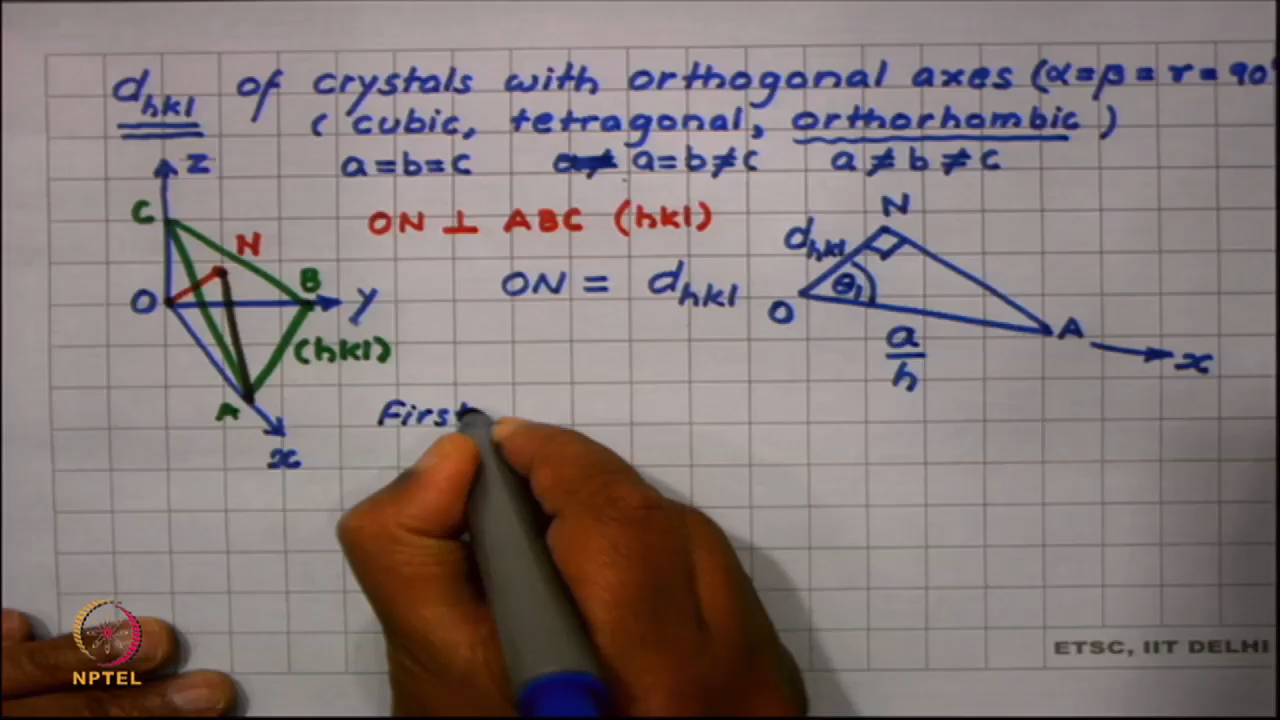 dhkl of crystals with orthogonal axes (α=β=γ=90°
( cubic, tetragonal, orthorhombic )
a=b=c a≠ a=b≠c a≠b≠c
z
C
N
O
B
y
(hkl)
A
x
ON ⊥ ABC (hkl)
ON = dhkl
N
dhkl
θ1
O
A
a
h
x
First
ETSC, IIT DELHI
NPTEL